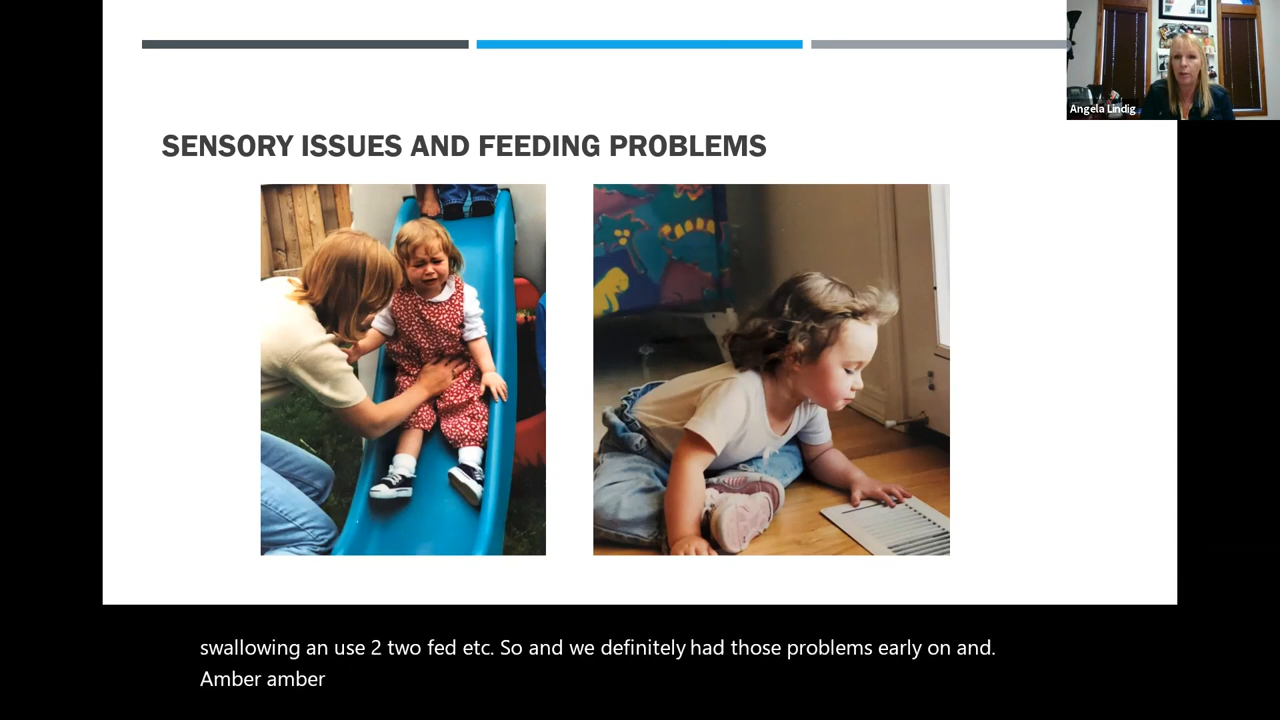 Angela Lindig
SENSORY ISSUES AND FEEDING PROBLEMS
swallowing an use 2 two fed etc. So and we definitely had those problems early on and.
Amber amber